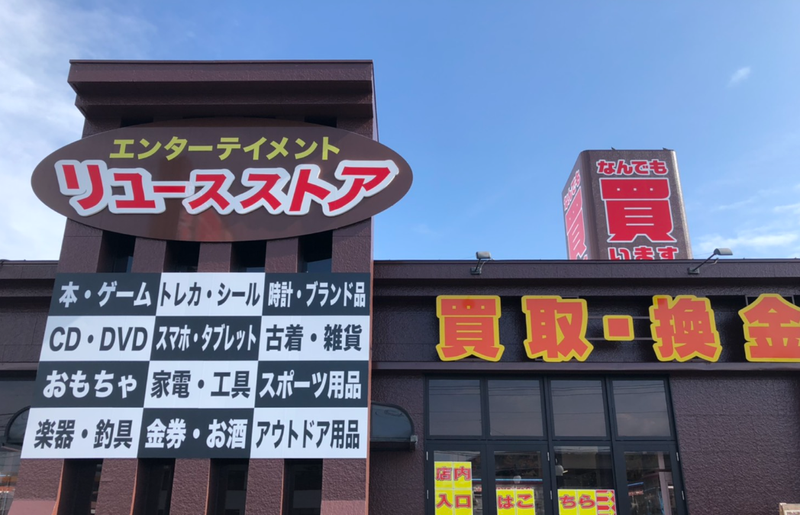 エンターテイメント
リユースストア
なんでも
買
います
本・ゲーム
トレカ・シール
時計・ブランド品
CD・DVD
スマホ・タブレット
古着・雑貨
おもちゃ
家電・工具
スポーツ用品
楽器・釣具
金券・お酒
アウトドア用品
買取・換金
店内
入口はこちら